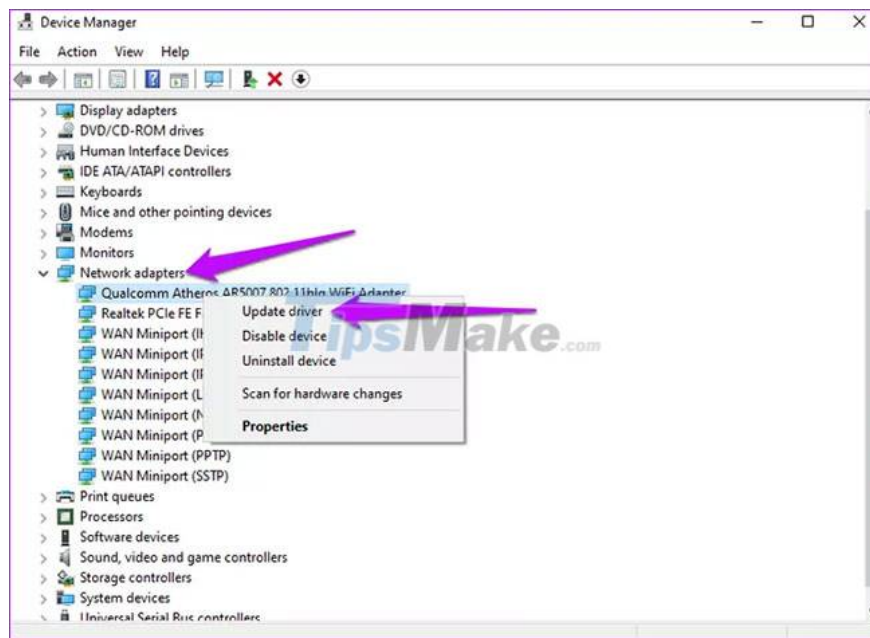 Device Manager
File Action View Help
Display adapters
DVD/CD-ROM drives
Human Interface Devices
IDE ATA/ATAPI controllers
Keyboards
Mice and other pointing devices
Modems
Monitors
Network adapters
Qualcomm Atheros AR5007 802.11b|g WiFi Adapter
Realtek PCIe FE F
Update driver
WAN Miniport (I
Disable device
WAN Miniport (I
Uninstall device
WAN Miniport (I
WAN Miniport (L
Scan for hardware changes
WAN Miniport (N
WAN Miniport (P
Properties
WAN Miniport (PPTP)
WAN Miniport (SSTP)
Print queues
Processors
Software devices
Sound, video and game controllers
Storage controllers
System devices
Universal Serial Bus controllers
TipsMake.com